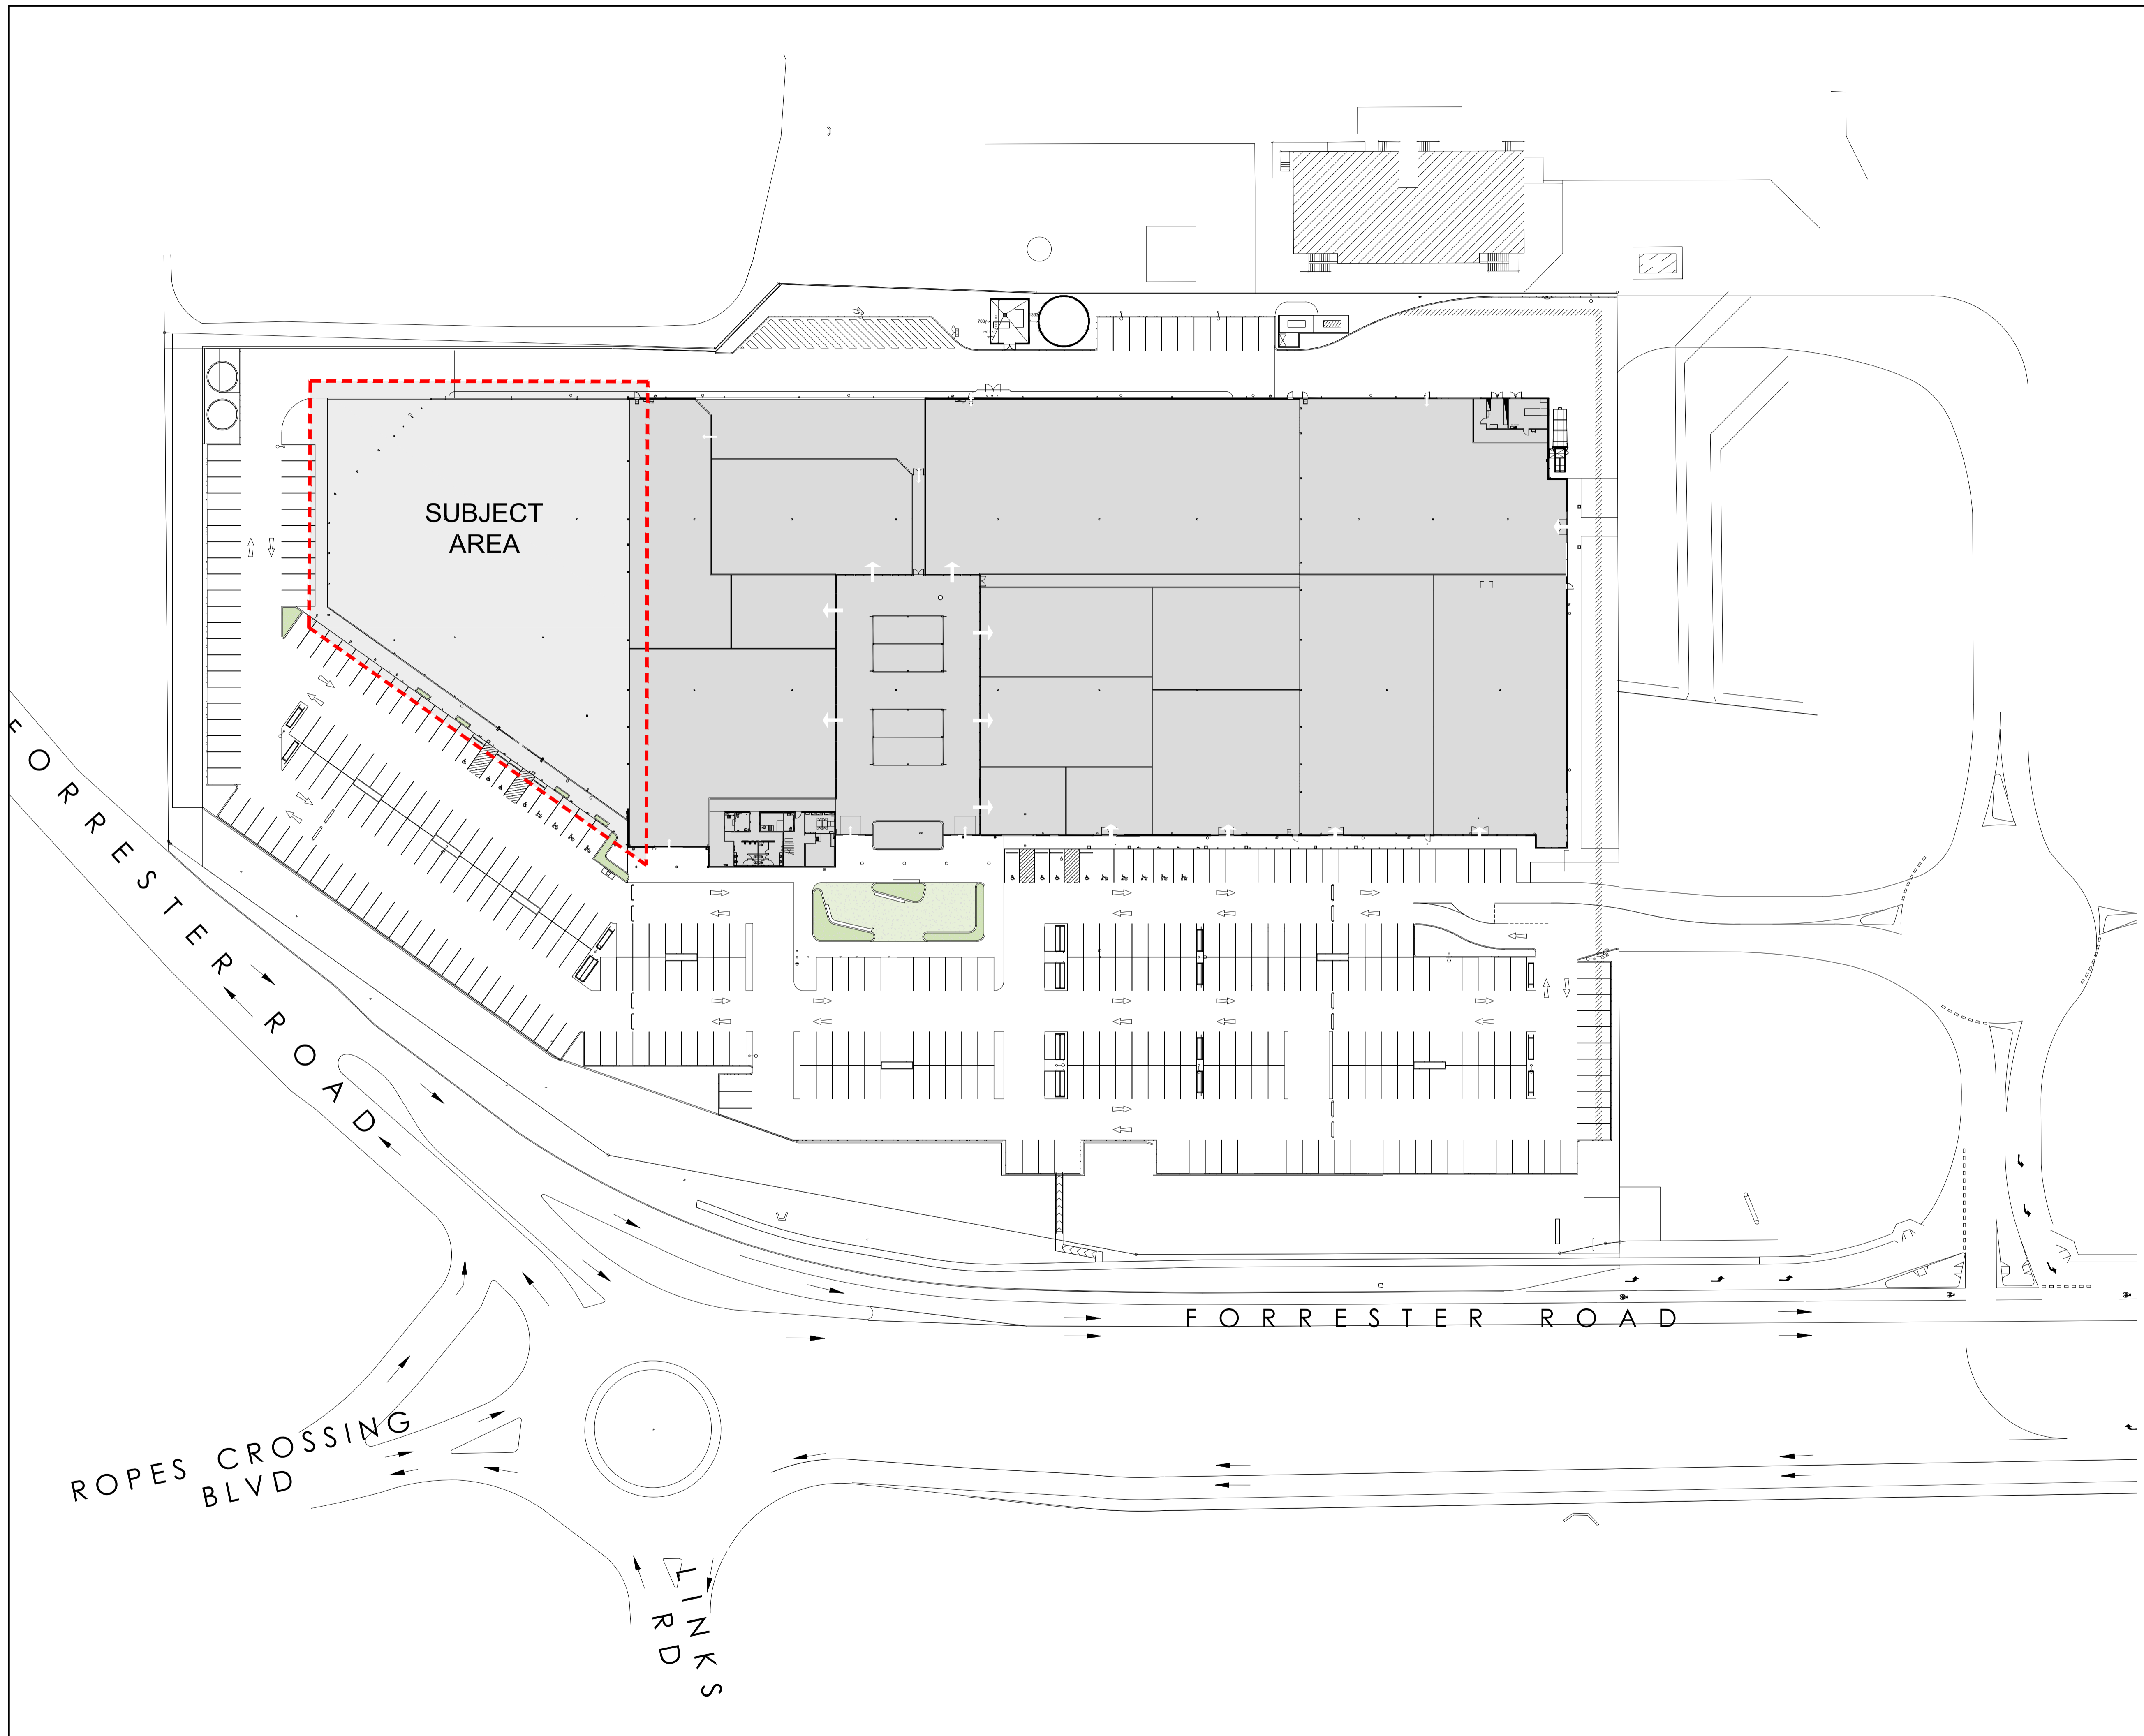 SUBJECT
AREA
FORRESTER ROAD
FORRESTER ROAD
ROPES CROSSING
BLVD
LINKS
RD